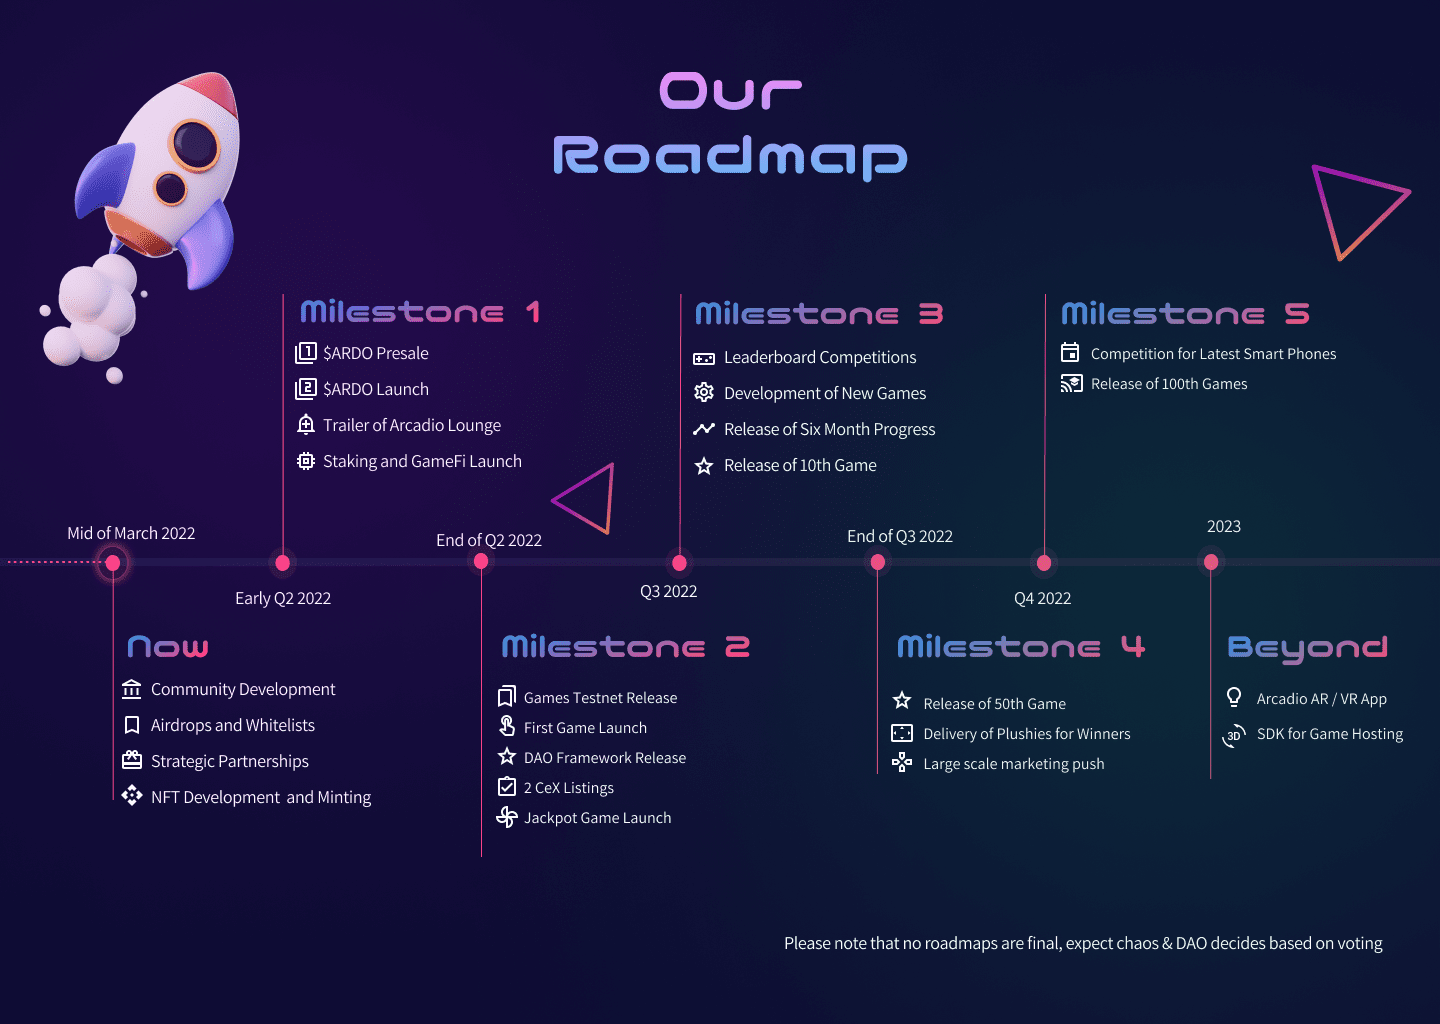 Our
Roadmap
Milestone 1
$ARDO Presale
$ARDO Launch
Trailer of Arcadio Lounge
Staking and GameFi Launch
Milestone 3
Leaderboard Competitions
Development of New Games
Release of Six Month Progress
Release of 10th Game
Milestone 5
Competition for Latest Smart Phones
Release of 100th Games
Mid of March 2022
Early Q2 2022
End of Q2 2022
Q3 2022
End of Q3 2022
Q4 2022
2023
Now
Community Development
Airdrops and Whitelists
Strategic Partnerships
NFT Development and Minting
Milestone 2
Games Testnet Release
First Game Launch
DAO Framework Release
2 CeX Listings
Jackpot Game Launch
Milestone 4
Release of 50th Game
Delivery of Plushies for Winners
Large scale marketing push
Beyond
Arcadio AR / VR App
3D
SDK for Game Hosting
Please note that no roadmaps are final, expect chaos & DAO decides based on voting